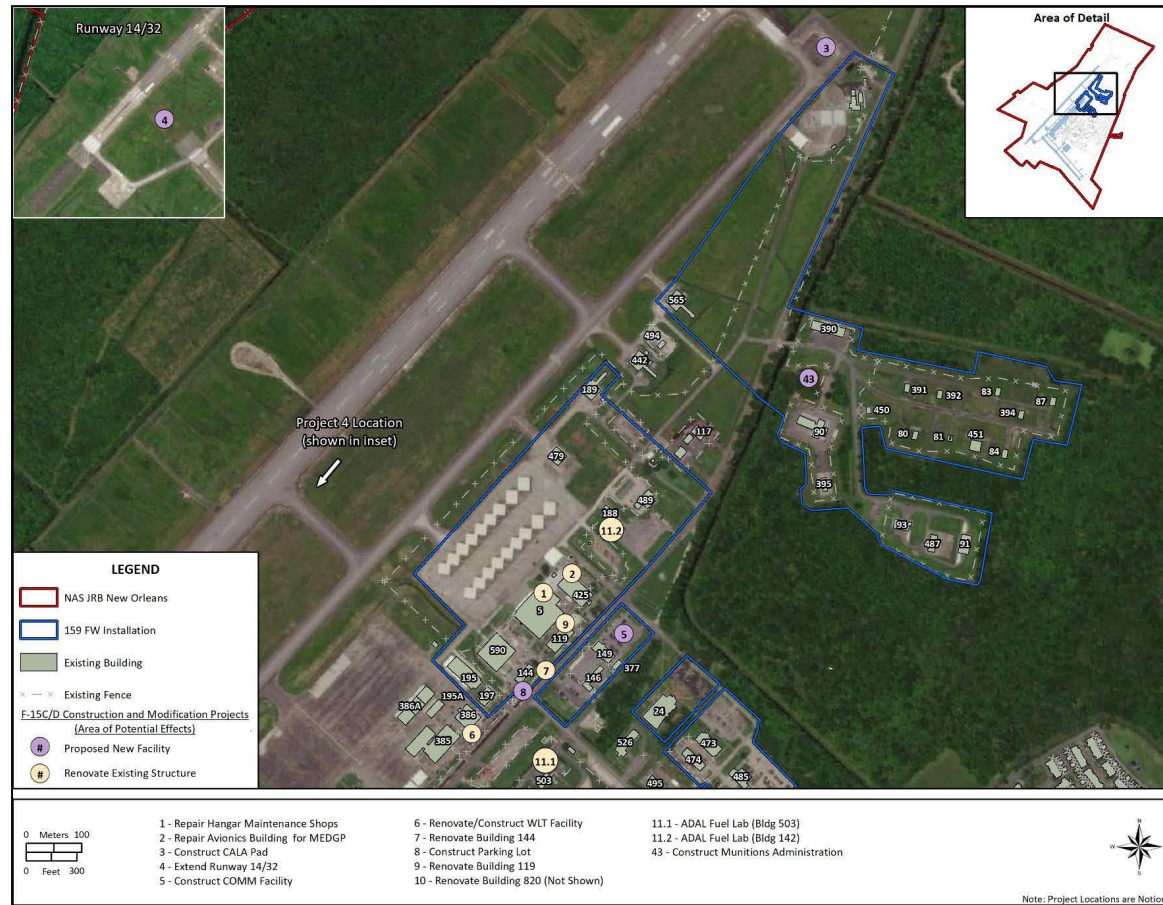 Runway 14/32
4
Area of Detail
3
565
494
442
189
390
43
391
392
83
87
450
394
90
80
81
451
84
395
93
487
91
Project 4 Location
(shown in inset)
117
479
489
188
11.2
2
1
425
5
9
119
5
590
149
377
7
144
146
195
8
195A
197
386A
386
24
6
385
526
473
474
11.1
503
495
485
LEGEND
NAS JRB New Orleans
159 FW Installation
Existing Building
Existing Fence
F-15C/D Construction and Modification Projects
(Area of Potential Effects)
# Proposed New Facility
# Renovate Existing Structure
0 Meters 100
0 Feet 300
1 - Repair Hangar Maintenance Shops
2 - Repair Avionics Building for MEDGP
3 - Construct CALA Pad
4 - Extend Runway 14/32
5 - Construct COMM Facility
6 - Renovate/Construct WLT Facility
7 - Renovate Building 144
8 - Construct Parking Lot
9 - Renovate Building 119
10 - Renovate Building 820 (Not Shown)
11.1 - ADAL Fuel Lab (Bldg 503)
11.2 - ADAL Fuel Lab (Bldg 142)
43 - Construct Munitions Administration
N
W E
S
Note: Project Locations are Notion